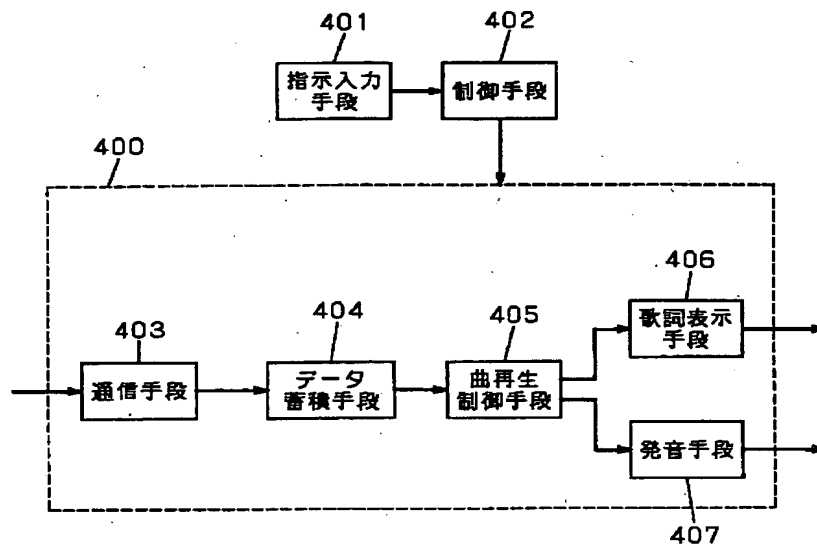 401
402
指示入力
手段
制御手段
400
406
歌詞表示
手段
403
404
405
通信手段
データ
蓄積手段
曲再生
制御手段
発音手段
407